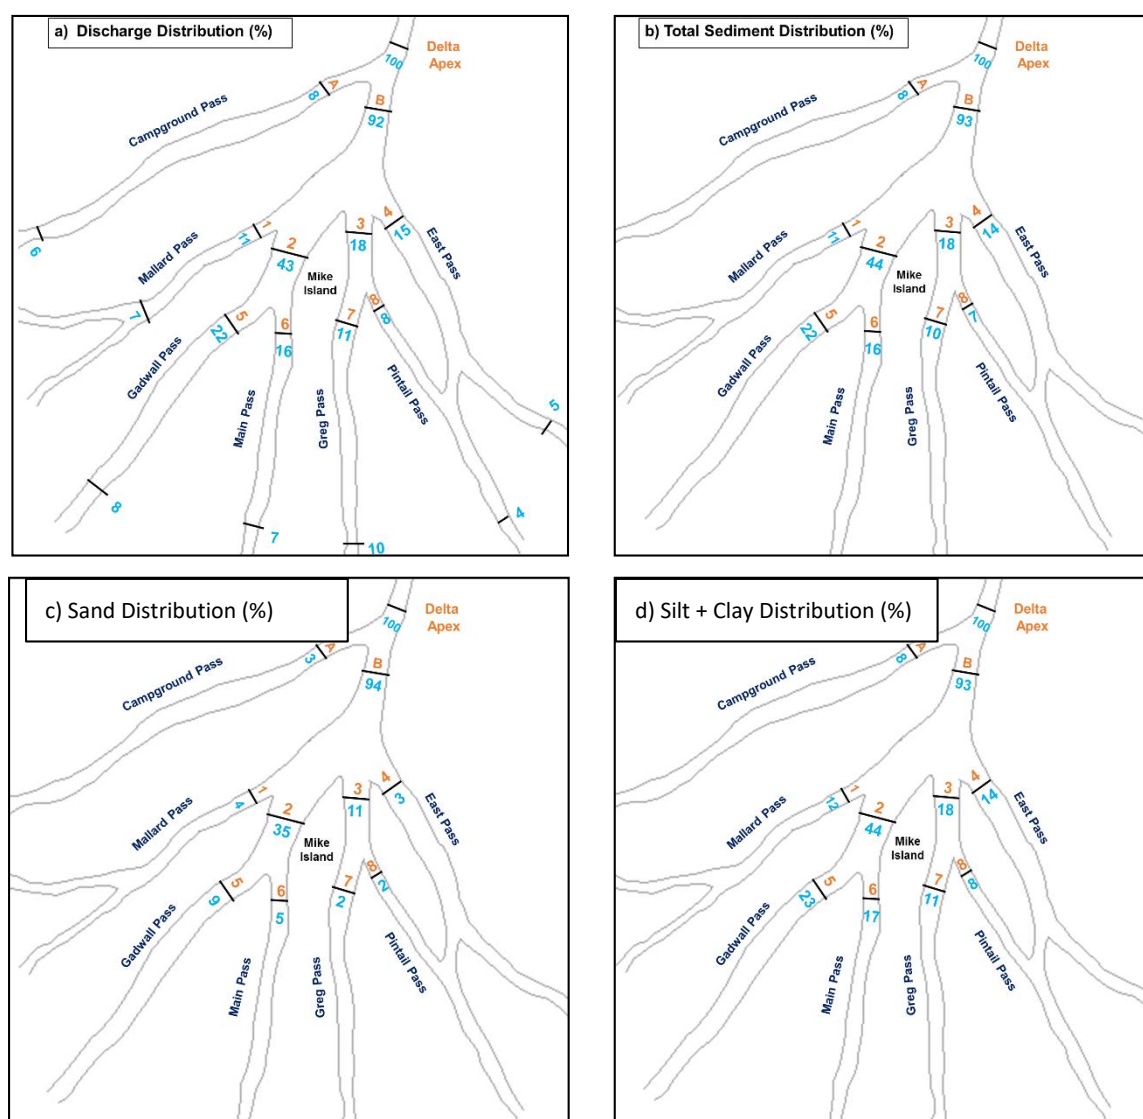 a) Discharge Distribution (%)
Delta
Apex
100
A
8
B
92
Campground Pass
6
1
11
2
43
3
18
4
15
Mallard Pass
East Pass
Mike
Island
7
5
22
6
16
7
11
8
8
Gadwall Pass
Main Pass
Greg Pass
Pintail Pass
5
8
7
10
4
b) Total Sediment Distribution (%)
Delta
Apex
100
A
8
B
93
Campground Pass
1
11
2
44
3
18
4
14
Mallard Pass
East Pass
Mike
Island
5
22
6
16
7
10
8
7
Gadwall Pass
Main Pass
Greg Pass
Pintail Pass
c) Sand Distribution (%)
Delta
Apex
100
A
3
B
94
Campground Pass
1
4
2
35
3
11
4
3
Mallard Pass
East Pass
Mike
Island
5
9
6
5
7
2
8
2
Gadwall Pass
Main Pass
Greg Pass
Pintail Pass
d) Silt + Clay Distribution (%)
Delta
Apex
100
A
8
B
93
Campground Pass
1
12
2
44
3
18
4
14
Mallard Pass
East Pass
Mike
Island
5
23
6
17
7
11
8
8
Gadwall Pass
Main Pass
Greg Pass
Pintail Pass